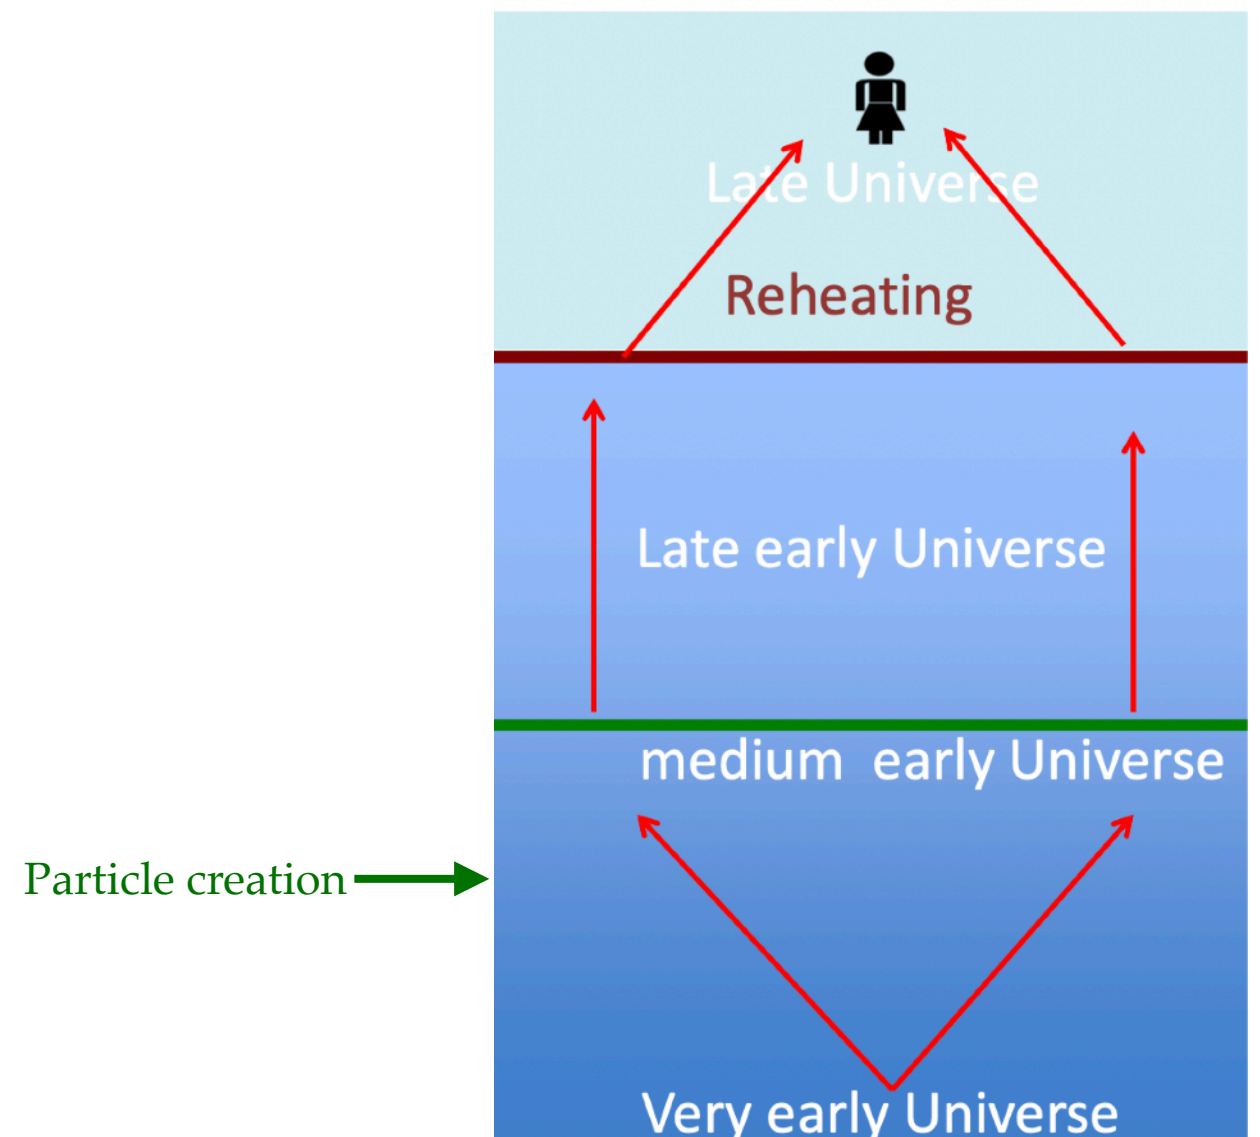 Late Universe
Reheating
Late early Universe
medium early Universe
Particle creation
Very early Universe